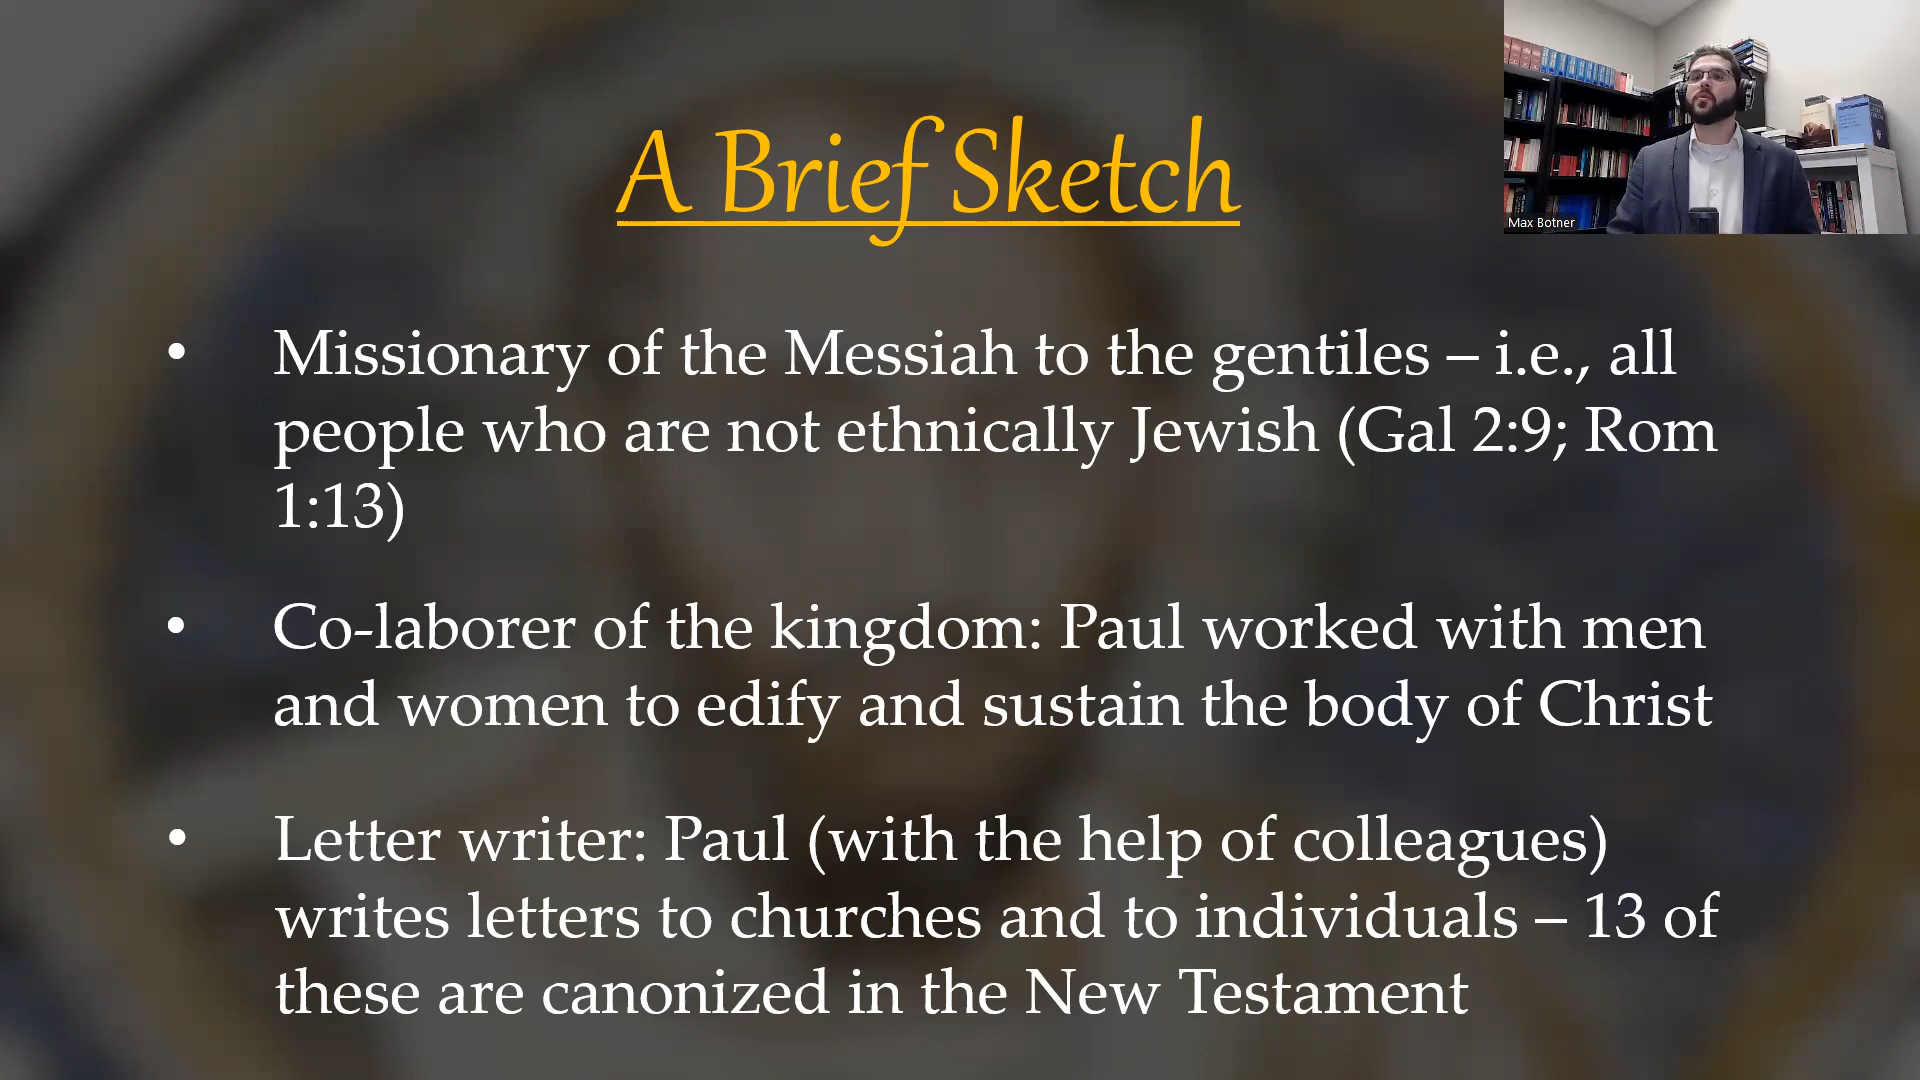 A Brief Sketch
Max Botner
• Missionary of the Messiah to the gentiles – i.e., all
people who are not ethnically Jewish (Gal 2:9; Rom
1:13)
• Co-laborer of the kingdom: Paul worked with men
and women to edify and sustain the body of Christ
• Letter writer: Paul (with the help of colleagues)
writes letters to churches and to individuals – 13 of
these are canonized in the New Testament